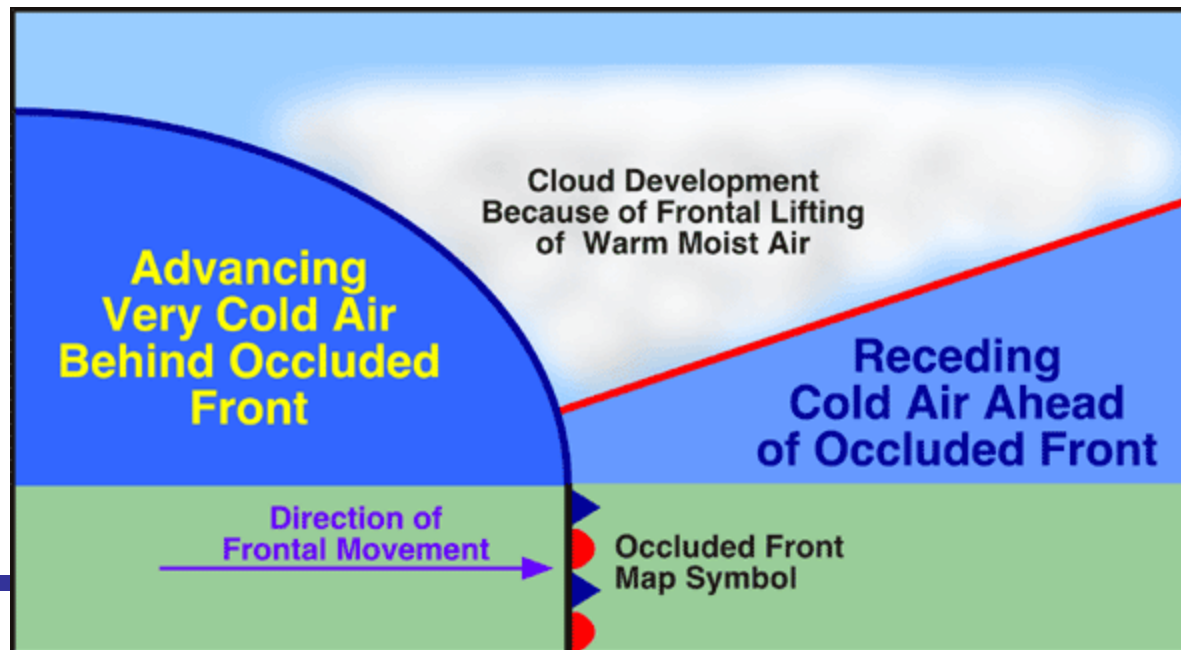 Cloud Development
Because of Frontal Lifting
of Warm Moist Air
Advancing
Very Cold Air
Behind Occluded
Front
Receding
Cold Air Ahead
of Occluded Front
Direction of
Frontal Movement
Occluded Front
Map Symbol